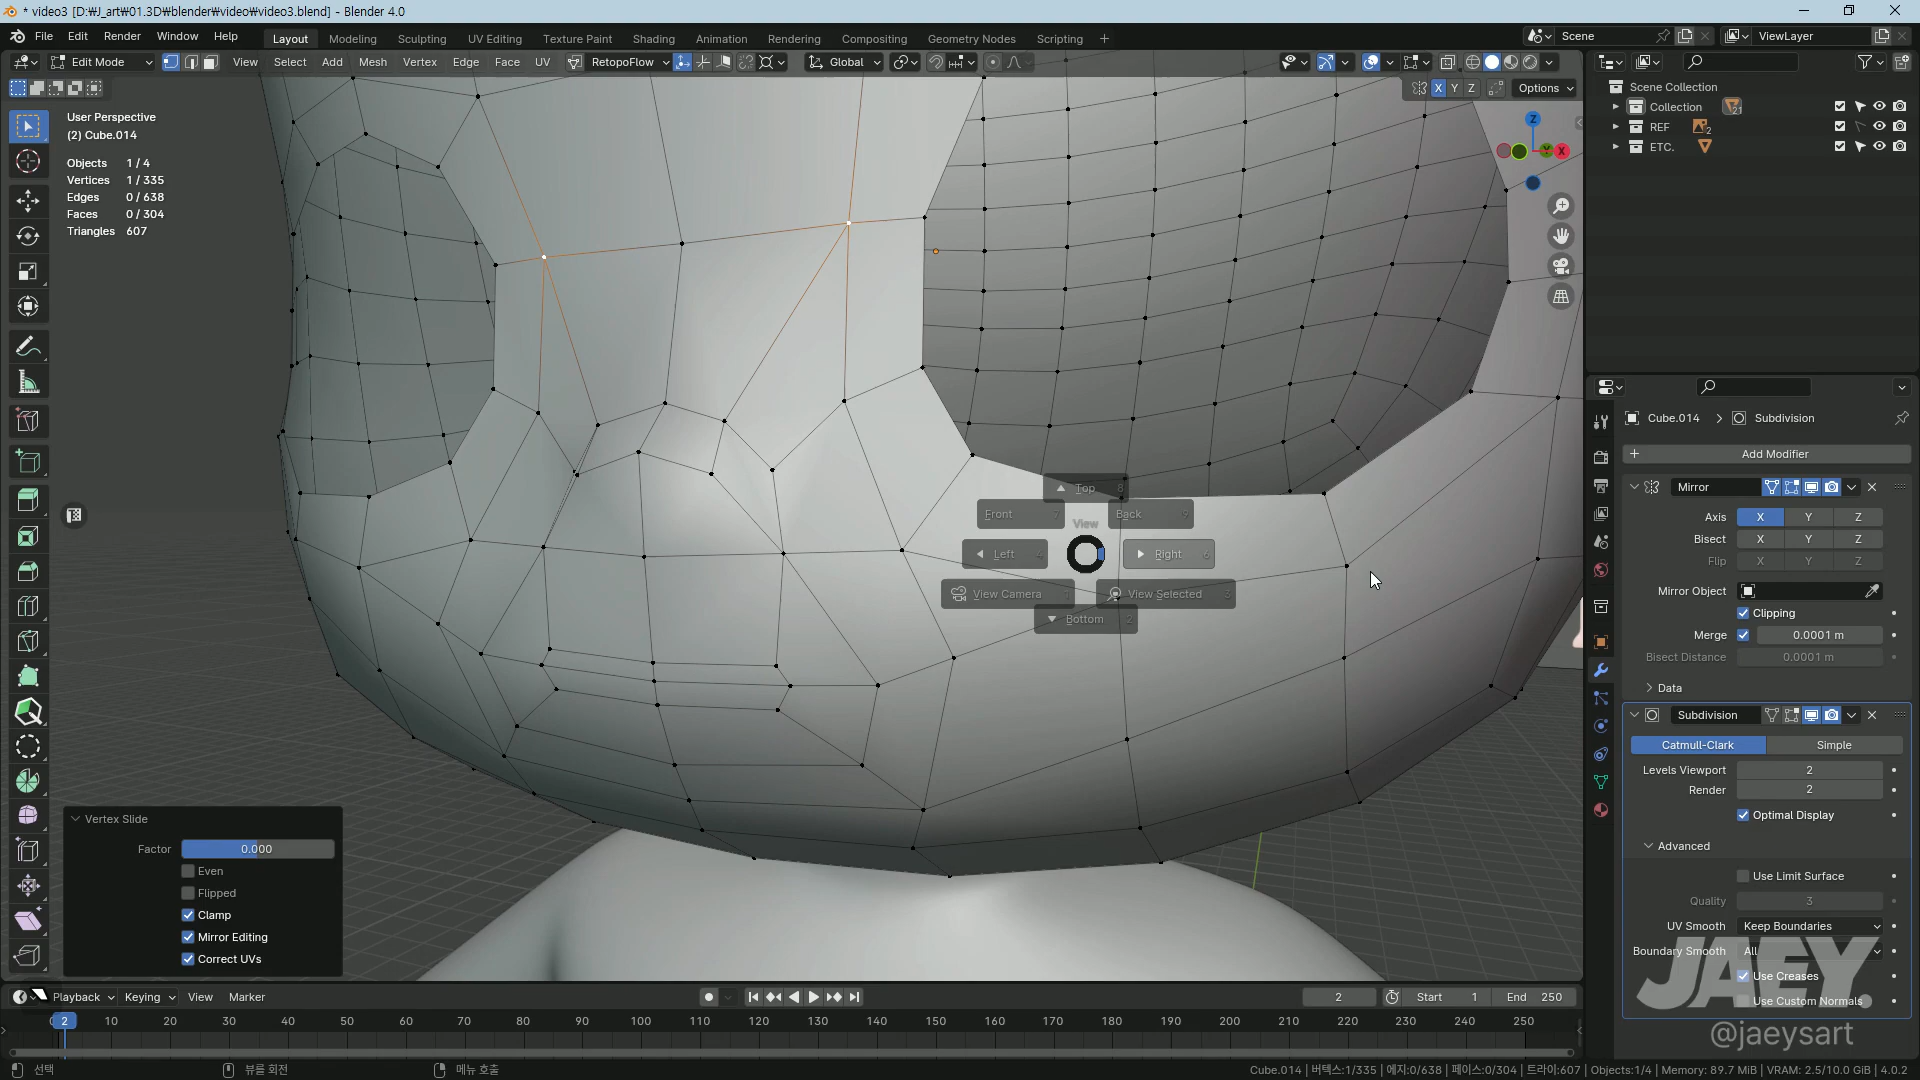 * video3 [D:₩J_art₩01.3D₩blender₩video₩video3.blend] - Blender 4.0
File Edit Render Window Help Layout Modeling Sculpting UV Editing Texture Paint Shading Animation Rendering Compositing Geometry Nodes Scripting + Scene ViewLayer
Edit Mode View Select Add Mesh Vertex Edge Face UV RetopoFlow Global
X Y Z Options
User Perspective
(2) Cube.014
Objects 1 / 4
Vertices 1 / 335
Edges 0 / 638
Faces 0 / 304
Triangles 607
Z
X
Scene Collection
Collection 21
REF 2
ETC.
Top 8
Front 7 View Back 9
Left 4 Right 6
View Camera View Selected 3
Bottom 2
Cube.014 > Subdivision
+ Add Modifier
Mirror
Axis X Y Z
Bisect X Y Z
Flip X Y Z
Mirror Object
Clipping
Merge 0.0001 m
Bisect Distance 0.0001 m
Data
Subdivision
Catmull-Clark Simple
Levels Viewport 2
Render 2
Optimal Display
Advanced
Use Limit Surface
Quality 3
UV Smooth Keep Boundaries
Boundary Smooth All
Use Creases
Use Custom Normals
JAEY.
@jaeysart
Vertex Slide
Factor 0.000
Even
Flipped
Clamp
Mirror Editing
Correct UVs
Playback Keying View Marker 2 Start 1 End 250
2 10 20 30 40 50 60 70 80 90 100 110 120 130 140 150 160 170 180 190 200 210 220 230 240 250
선택 뷰를 회전 메뉴 호출 Cube.014 | 버텍스:1/335 | 에지:0/638 | 페이스:0/304 | 트라이:607 | Objects:1/4 | Memory: 89.7 MiB | VRAM: 2.5/10.0 GiB | 4.0.2